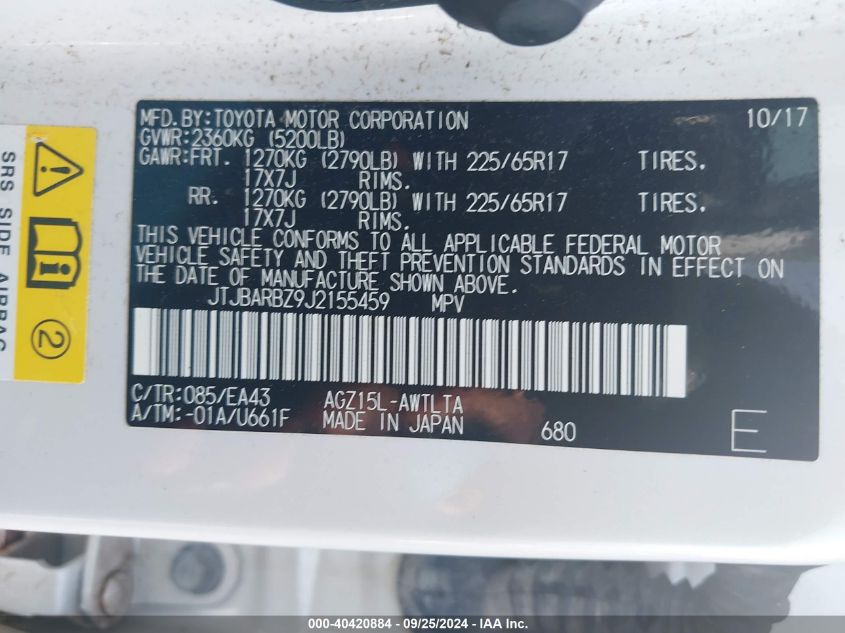 MFD.BY:TOYOTA MOTOR CORPORATION 10/17
GVWR:2360KG (5200LB)
GAWR:FRT. 1270KG (2790LB) WITH 225/65R17 TIRES.
17X7J RIMS.
RR. 1270KG (2790LB) WITH 225/65R17 TIRES.
17X7J RIMS.
THIS VEHICLE CONFORMS TO ALL APPLICABLE FEDERAL MOTOR
VEHICLE SAFETY AND THEFT PREVENTION STANDARDS IN EFFECT ON
THE DATE OF MANUFACTURE SHOWN ABOVE.
JTJBARBZ9J2155459 MPV
C/TR:085/EA43 AGZ15L-AWTLTA
A/TM:-01A/U661F MADE IN JAPAN 680 E
SRS SIDE AIRBAG
2
000-40420884 - 09/25/2024 - IAA Inc.